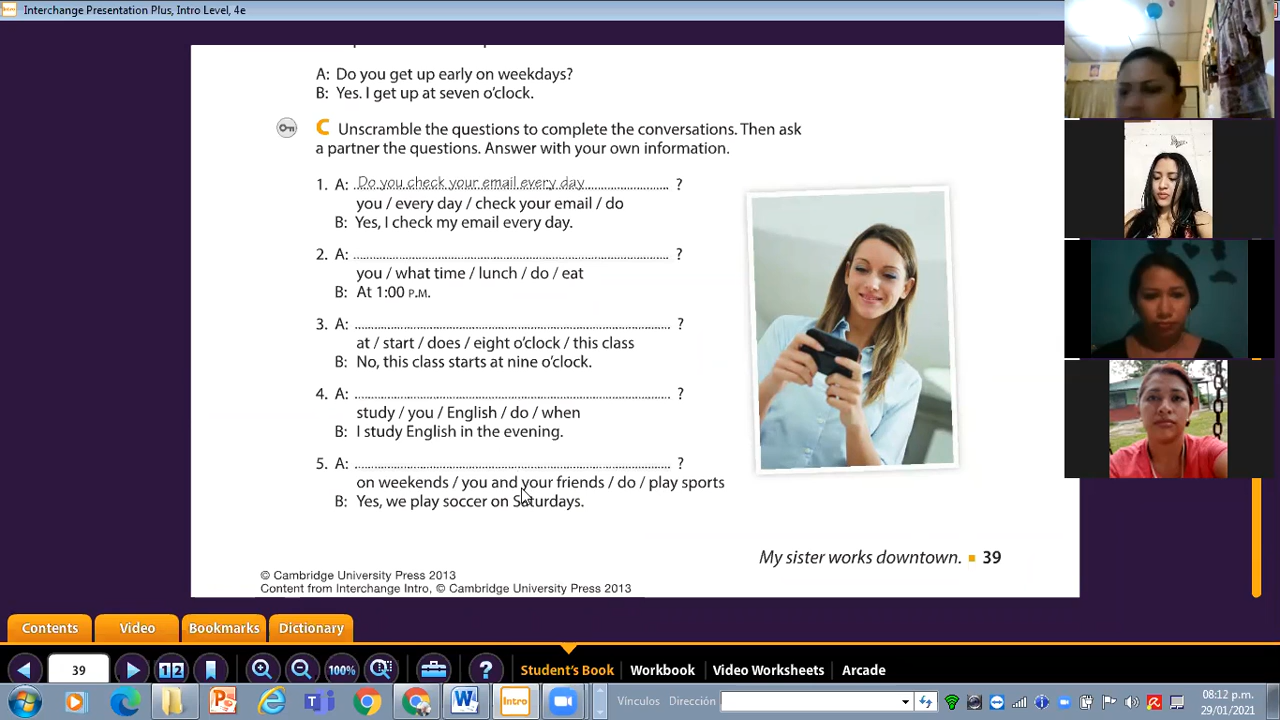 Interchange Presentation Plus, Intro Level, 4e
A: Do you get up early on weekdays?
B: Yes. I get up at seven o'clock.
C Unscramble the questions to complete the conversations. Then ask
a partner the questions. Answer with your own information.
1. A: Do you check your email every day ?
you / every day / check your email / do
B: Yes, I check my email every day.
2. A: ?
you / what time / lunch / do / eat
B: At 1:00 P.M.
3. A: ?
at / start / does / eight o'clock / this class
B: No, this class starts at nine o'clock.
4. A: ?
study / you / English / do / when
B: I study English in the evening.
5. A: ?
on weekends / you and your friends / do / play sports
B: Yes, we play soccer on Saturdays.
My sister works downtown. ■ 39
© Cambridge University Press 2013
Content from Interchange Intro, © Cambridge University Press 2013
Contents Video Bookmarks Dictionary
39 12 100% ? Student's Book Workbook Video Worksheets Arcade
Intro Vínculos Dirección 08:12 p.m.
29/01/2021